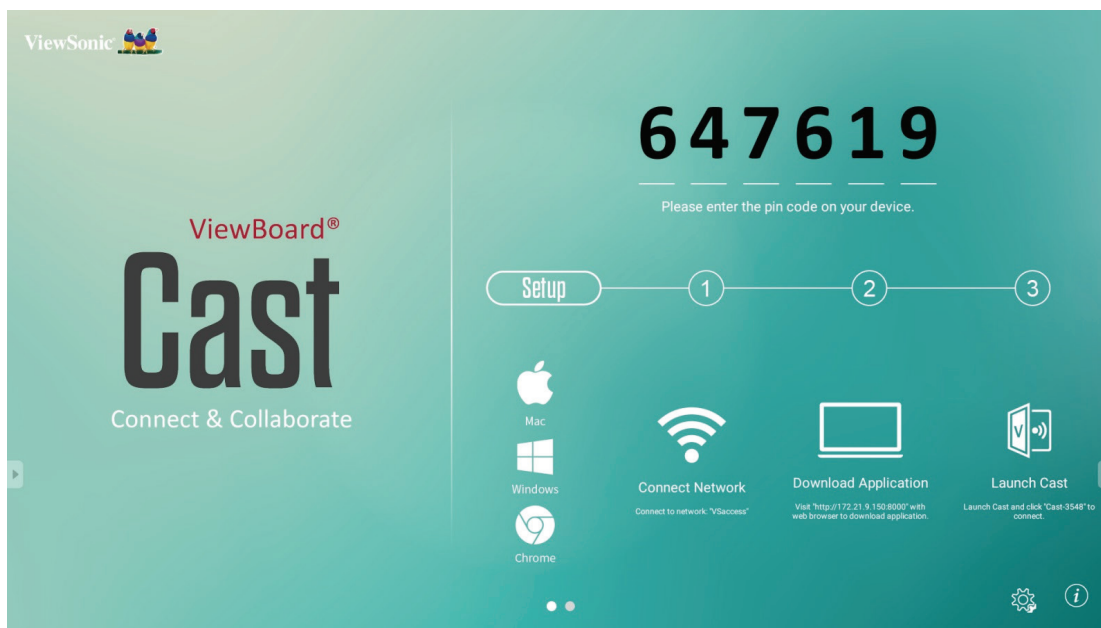 ViewSonic
647619
Please enter the pin code on your device.
ViewBoard®
Cast
Connect & Collaborate
Setup
1
2
3
Mac
Windows
Chrome
Connect Network
Connect to network: "VSaccess"
Download Application
Visit "http://172.21.9.150:8000" with
web browser to download application.
V
Launch Cast
Launch Cast and click "Cast-3548" to
connect.
i